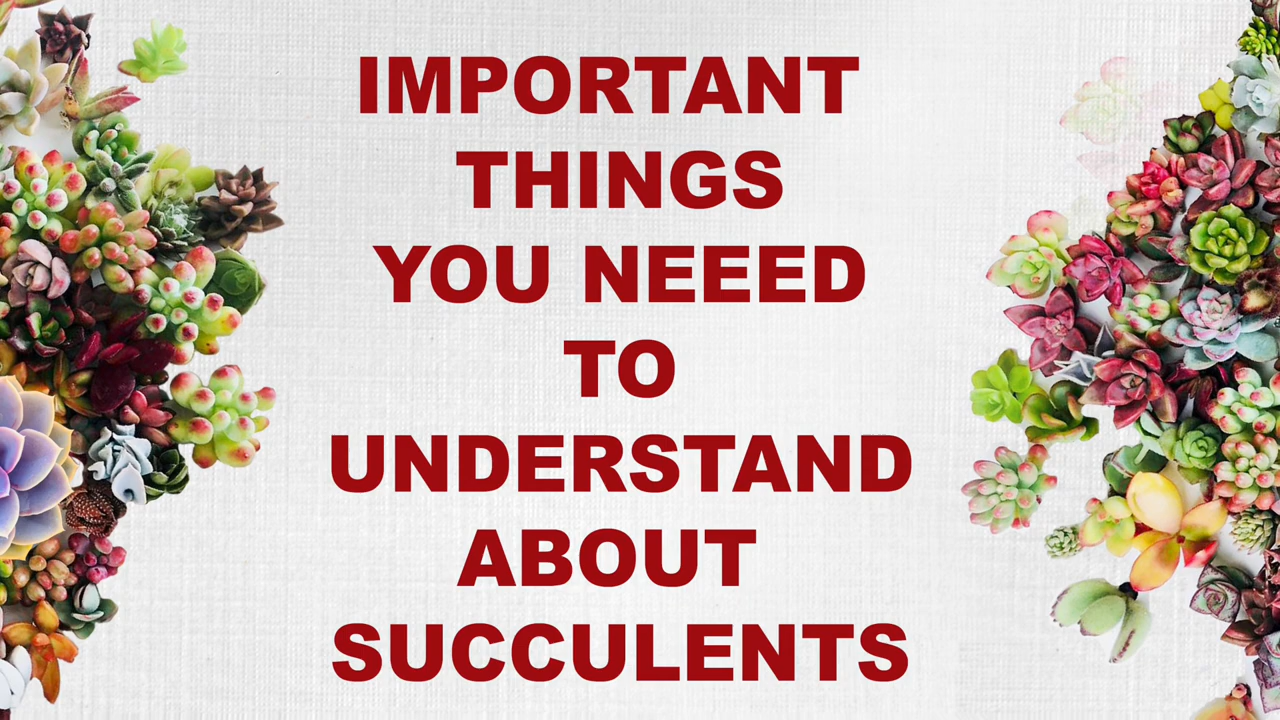 IMPORTANT
THINGS
YOU NEEED
TO
UNDERSTAND
ABOUT
SUCCULENTS